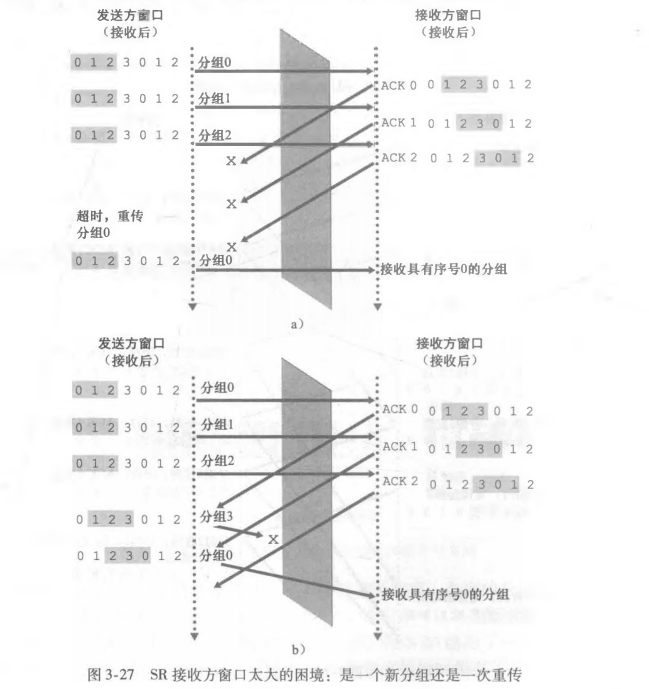 发送方窗口
（接收后）
接收方窗口
（接收后）
0 1 2 3 0 1 2 分组0
ACK 0 0 1 2 3 0 1 2
0 1 2 3 0 1 2 分组1
ACK 1 0 1 2 3 0 1 2
0 1 2 3 0 1 2 分组2
ACK 2 0 1 2 3 0 1 2
X
X
X
超时，重传
分组0
0 1 2 3 0 1 2 分组0
接收具有序号0的分组
a）
发送方窗口
（接收后）
接收方窗口
（接收后）
0 1 2 3 0 1 2 分组0
ACK 0 0 1 2 3 0 1 2
0 1 2 3 0 1 2 分组1
ACK 1 0 1 2 3 0 1 2
0 1 2 3 0 1 2 分组2
ACK 2 0 1 2 3 0 1 2
0 1 2 3 0 1 2 分组3
X
0 1 2 3 0 1 2 分组0
接收具有序号0的分组
b）
图 3-27 SR 接收方窗口太大的困境：是一个新分组还是一次重传